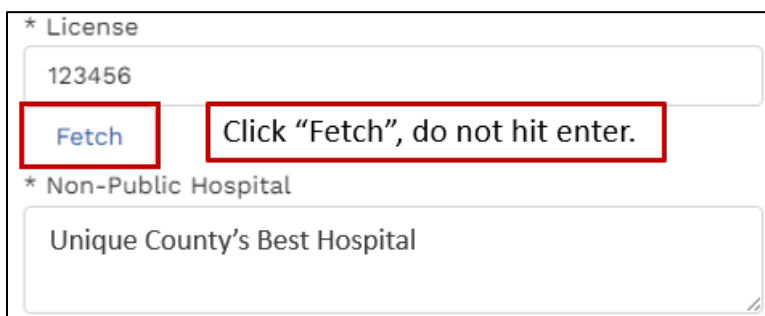 * License
123456
Fetch
Click “Fetch”, do not hit enter.
* Non-Public Hospital
Unique County’s Best Hospital